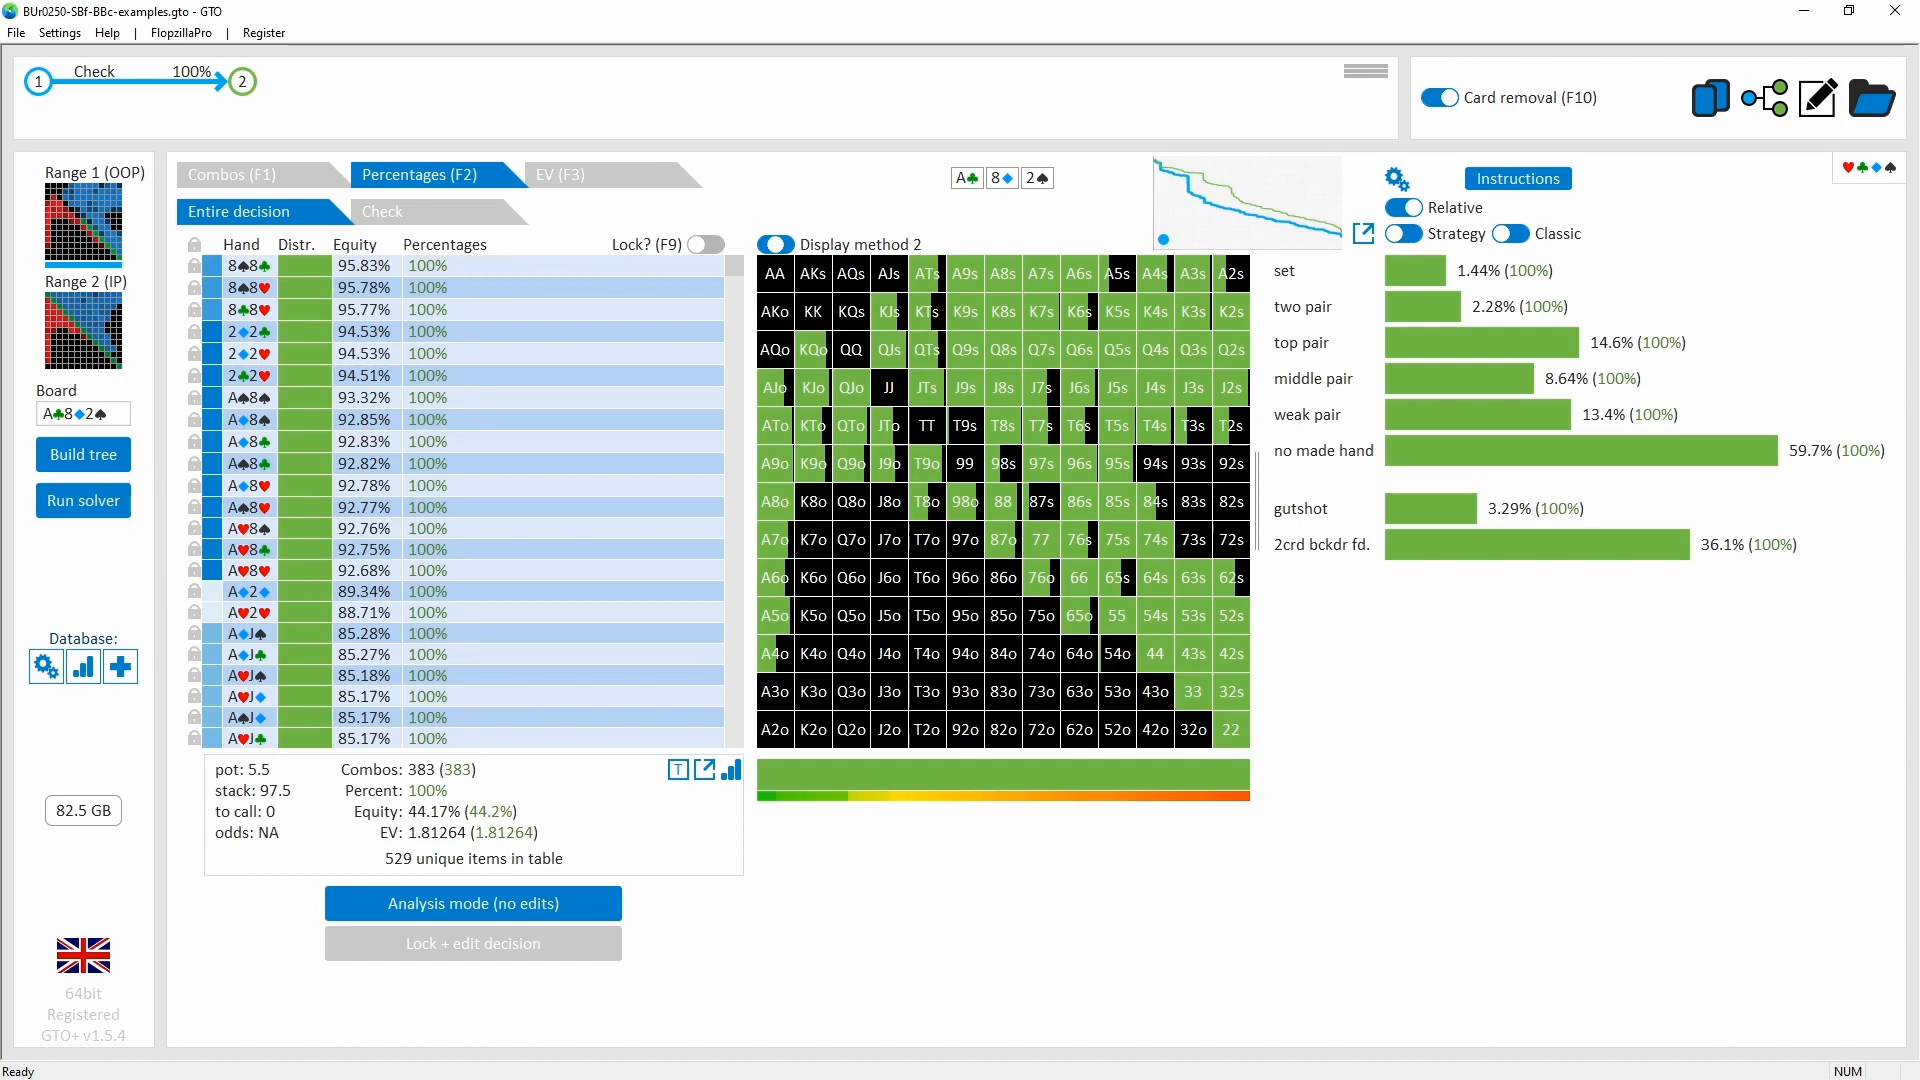 BUr0250-SBf-BBc-examples.gto - GTO
File Settings Help | FlopzillaPro | Register
1 Check 100% 2
Card removal (F10)
Range 1 (OOP)
Range 2 (IP)
Board
A♣8♦2♠
Build tree
Run solver
Database:
82.5 GB
64bit
Registered
GTO+ v1.5.4
Combos (F1) Percentages (F2) EV (F3)
Entire decision Check
A♣ 8♦ 2♠
Hand Distr. Equity Percentages Lock? (F9)
8♠8♣ 95.83% 100%
8♠8♥ 95.78% 100%
8♣8♥ 95.77% 100%
2♦2♣ 94.53% 100%
2♦2♥ 94.53% 100%
2♣2♥ 94.51% 100%
A♠8♠ 93.32% 100%
A♦8♠ 92.85% 100%
A♦8♣ 92.83% 100%
A♠8♣ 92.82% 100%
A♦8♥ 92.78% 100%
A♠8♥ 92.77% 100%
A♥8♠ 92.76% 100%
A♥8♣ 92.75% 100%
A♥8♥ 92.68% 100%
A♦2♦ 89.34% 100%
A♥2♥ 88.71% 100%
A♦J♠ 85.28% 100%
A♦J♣ 85.27% 100%
A♥J♠ 85.18% 100%
A♥J♦ 85.17% 100%
A♠J♦ 85.17% 100%
A♥J♣ 85.17% 100%
pot: 5.5
stack: 97.5
to call: 0
odds: NA
Combos: 383 (383)
Percent: 100%
Equity: 44.17% (44.2%)
EV: 1.81264 (1.81264)
529 unique items in table
T
Analysis mode (no edits)
Lock + edit decision
Display method 2
AA AKs AQs AJs ATs A9s A8s A7s A6s A5s A4s A3s A2s
AKo KK KQs KJs KTs K9s K8s K7s K6s K5s K4s K3s K2s
AQo KQo QQ QJs QTs Q9s Q8s Q7s Q6s Q5s Q4s Q3s Q2s
AJo KJo QJo JJ JTs J9s J8s J7s J6s J5s J4s J3s J2s
ATo KTo QTo JTo TT T9s T8s T7s T6s T5s T4s T3s T2s
A9o K9o Q9o J9o T9o 99 98s 97s 96s 95s 94s 93s 92s
A8o K8o Q8o J8o T8o 98o 88 87s 86s 85s 84s 83s 82s
A7o K7o Q7o J7o T7o 97o 87o 77 76s 75s 74s 73s 72s
A6o K6o Q6o J6o T6o 96o 86o 76o 66 65s 64s 63s 62s
A5o K5o Q5o J5o T5o 95o 85o 75o 65o 55 54s 53s 52s
A4o K4o Q4o J4o T4o 94o 84o 74o 64o 54o 44 43s 42s
A3o K3o Q3o J3o T3o 93o 83o 73o 63o 53o 43o 33 32s
A2o K2o Q2o J2o T2o 92o 82o 72o 62o 52o 42o 32o 22
Instructions
♥♣♦♠
Relative
Strategy Classic
set 1.44% (100%)
two pair 2.28% (100%)
top pair 14.6% (100%)
middle pair 8.64% (100%)
weak pair 13.4% (100%)
no made hand 59.7% (100%)
gutshot 3.29% (100%)
2crd bckdr fd. 36.1% (100%)
Ready
NUM